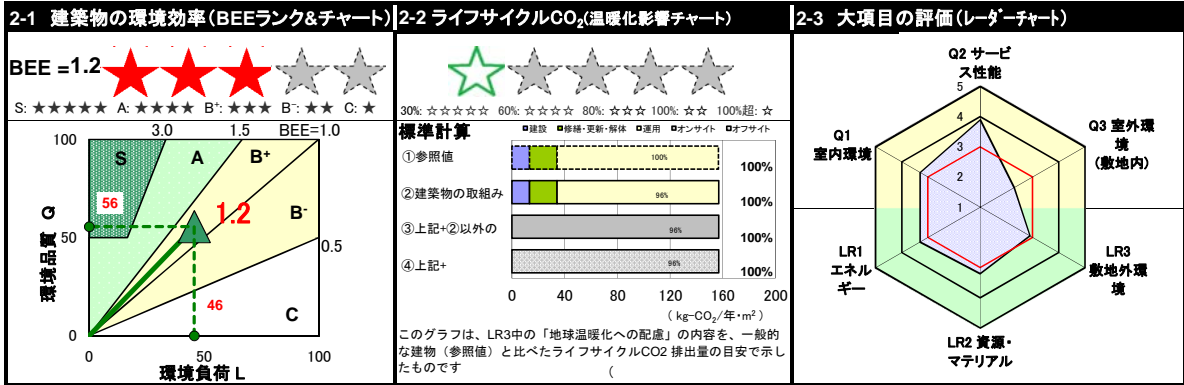 2-1 建築物の環境効率(BEEランク&チャート)
BEE =1.2
S: ★★★★★ A: ★★★★ B⁺: ★★★ B⁻: ★★ C: ★
3.0 1.5 BEE=1.0
100
S A B⁺
56
1.2
B⁻
50
0.5
46
C
0
0 50 100
環境品質 Q
環境負荷 L
2-2 ライフサイクルCO₂(温暖化影響チャート)
30%: ☆☆☆☆☆ 60%: ☆☆☆☆ 80%: ☆☆☆ 100%: ☆☆ 100%超: ☆
標準計算
■建設 ■修繕・更新・解体 ■運用 ■オンサイト ■オフサイト
①参照値 100% 100%
②建築物の取組み 96% 100%
③上記+②以外の 96% 100%
④上記+ 96% 100%
0 40 80 120 160 200
( kg-CO₂/年・m² )
このグラフは、LR3中の「地球温暖化への配慮」の内容を、一般的
な建物(参照値)と比べたライフサイクルCO2 排出量の目安で示し
たものです (
2-3 大項目の評価(レーダーチャート)
Q2 サービ
ス性能
5
4
3
2
1
Q1
室内環境
Q3 室外環
境
(敷地内)
LR1
エネル
ギー
LR3
敷地外環
境
LR2 資源・
マテリアル